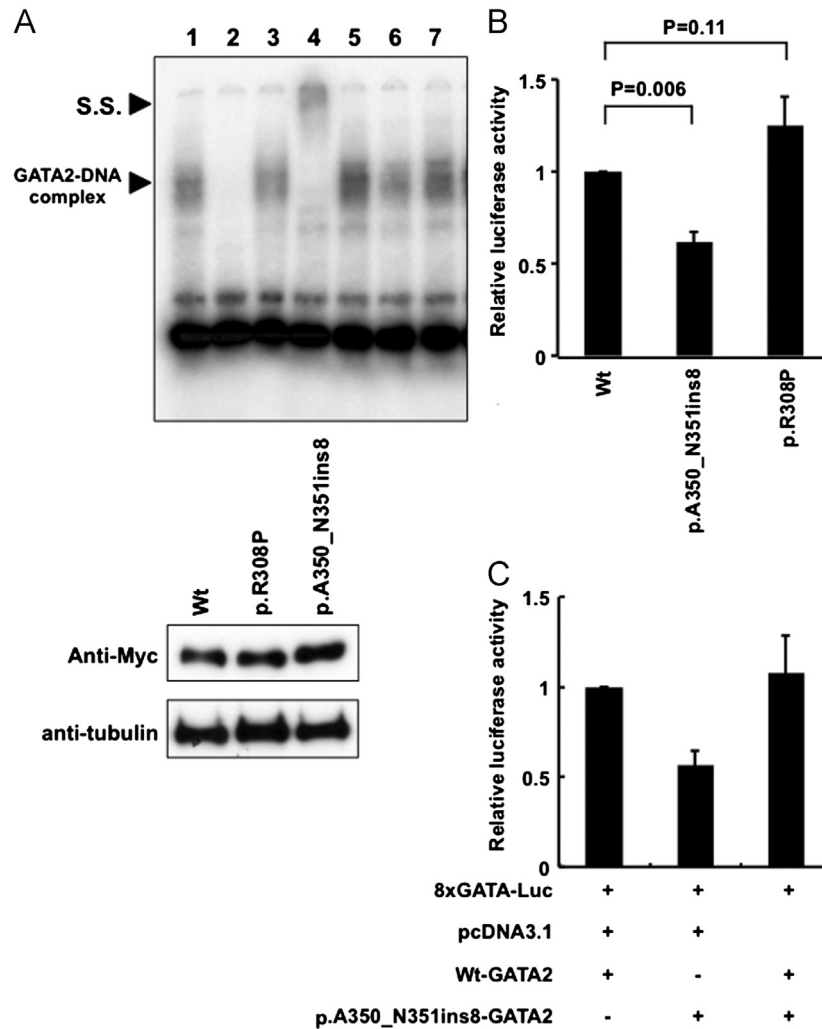 A
1 2 3 4 5 6 7
S.S.
GATA2-DNA
complex
Wt
p.R308P
p.A350_N351ins8
Anti-Myc
anti-tubulin
B
P=0.11
P=0.006
Relative luciferase activity
1.5
1
0.5
0
Wt
p.A350_N351ins8
p.R308P
C
Relative luciferase activity
1.5
1
0.5
0
8xGATA-Luc + + +
pcDNA3.1 + +
Wt-GATA2 + - +
p.A350_N351ins8-GATA2 - + +